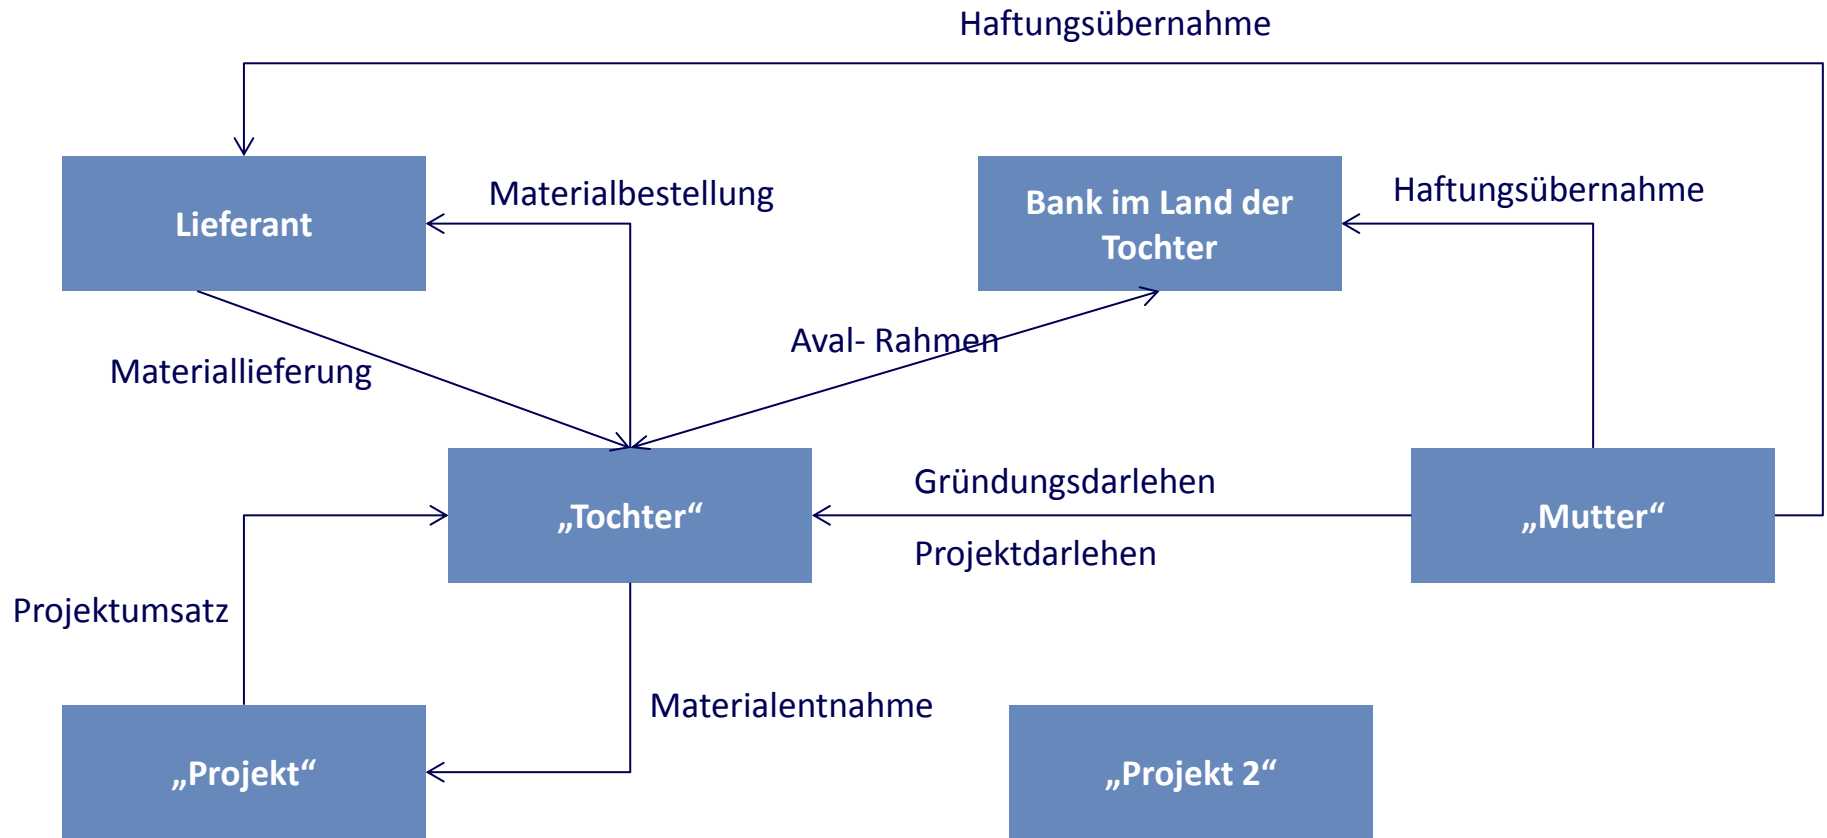 Haftungsübernahme
Lieferant
Materialbestellung
Bank im Land der
Tochter
Haftungsübernahme
Aval- Rahmen
Materiallieferung
„Tochter“
Gründungsdarlehen
Projektdarlehen
„Mutter“
Projektumsatz
Materialentnahme
„Projekt“
„Projekt 2“